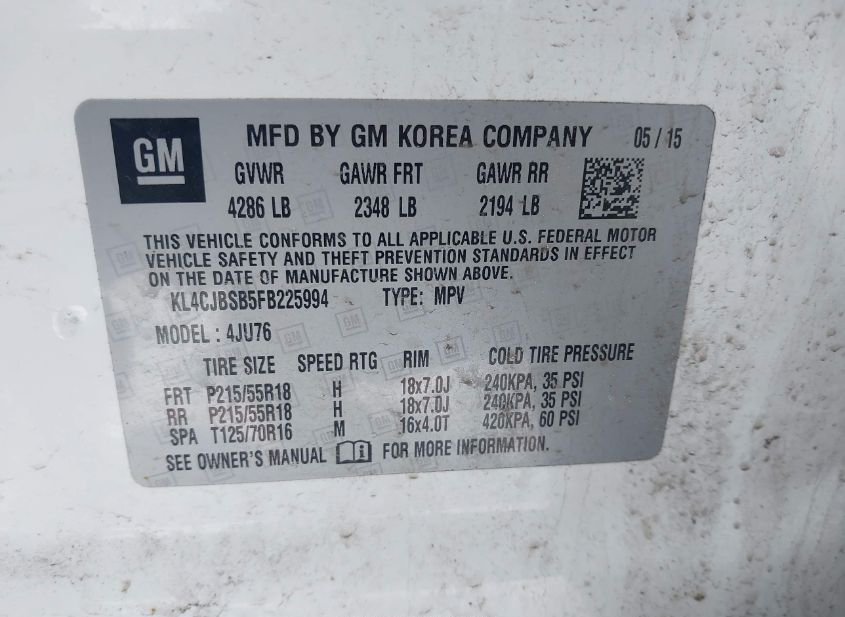 GM
MFD BY GM KOREA COMPANY 05 / 15
GVWR GAWR FRT GAWR RR
4286 LB 2348 LB 2194 LB
THIS VEHICLE CONFORMS TO ALL APPLICABLE U.S. FEDERAL MOTOR
VEHICLE SAFETY AND THEFT PREVENTION STANDARDS IN EFFECT
ON THE DATE OF MANUFACTURE SHOWN ABOVE.
KL4CJBSB5FB225994 TYPE: MPV
MODEL : 4JU76
TIRE SIZE SPEED RTG RIM COLD TIRE PRESSURE
FRT P215/55R18 H 18x7.0J 240KPA, 35 PSI
RR P215/55R18 H 18x7.0J 240KPA, 35 PSI
SPA T125/70R16 M 16x4.0T 420KPA, 60 PSI
SEE OWNER'S MANUAL FOR MORE INFORMATION.